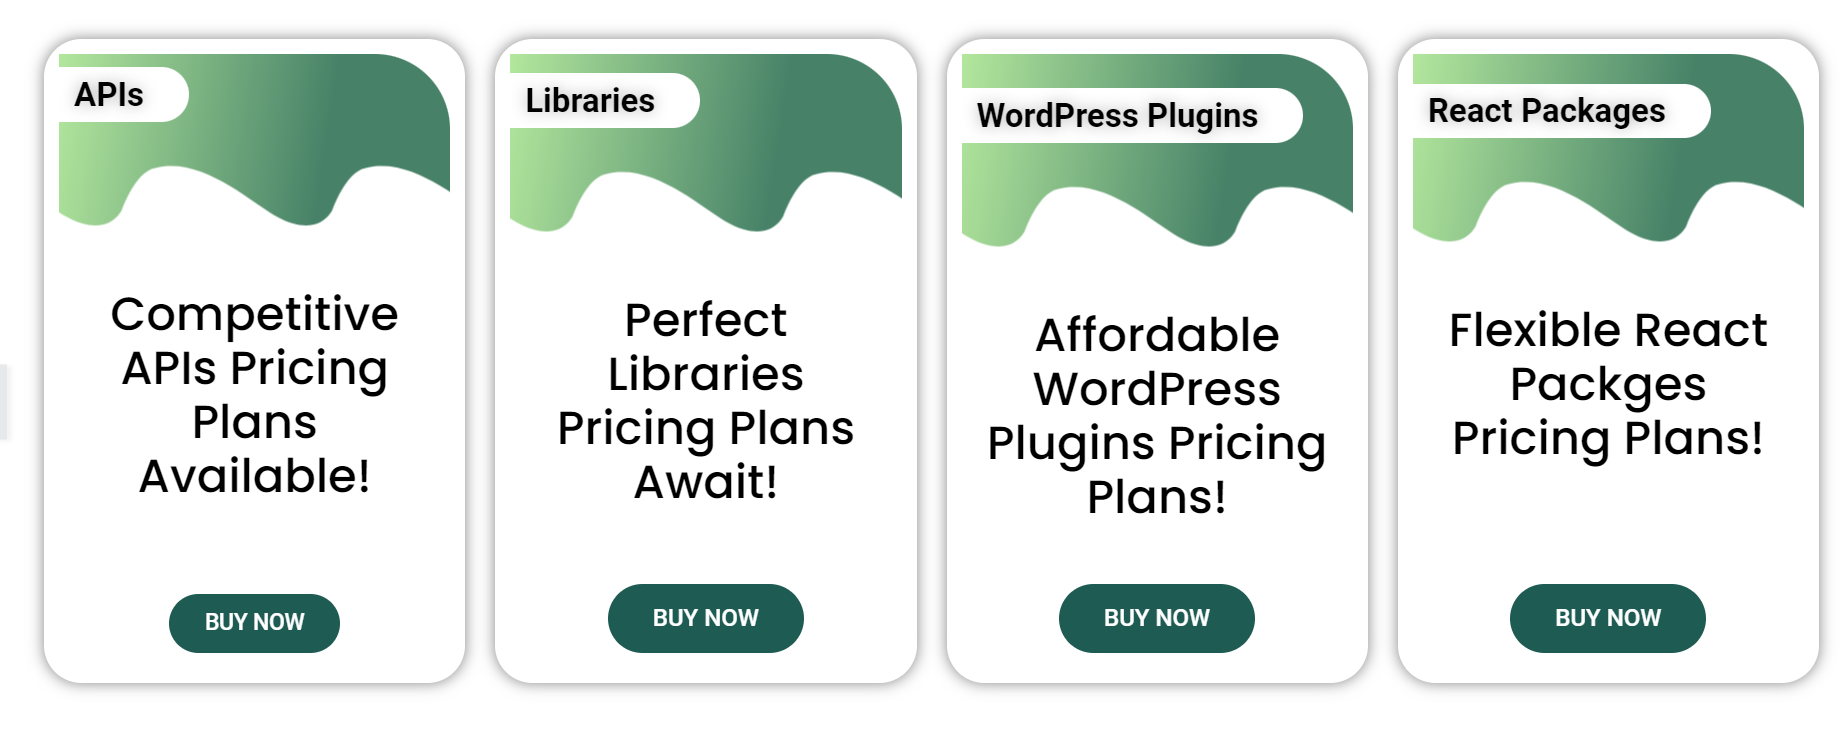 APIs
Competitive
APIs Pricing
Plans
Available!
BUY NOW
Libraries
Perfect
Libraries
Pricing Plans
Await!
BUY NOW
WordPress Plugins
Affordable
WordPress
Plugins Pricing
Plans!
BUY NOW
React Packages
Flexible React
Packges
Pricing Plans!
BUY NOW